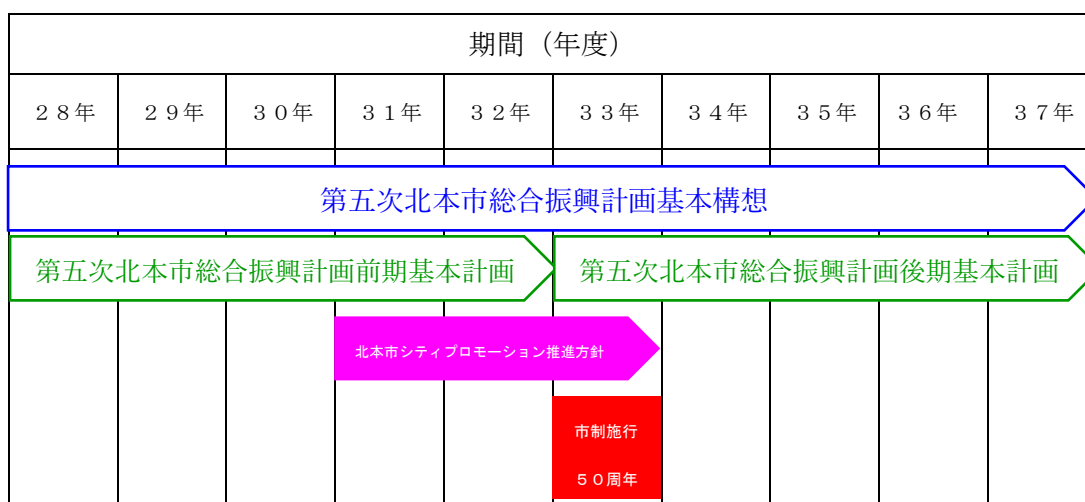 期間（年度）
２８年 ２９年 ３０年 ３１年 ３２年 ３３年 ３４年 ３５年 ３６年 ３７年
第五次北本市総合振興計画基本構想
第五次北本市総合振興計画前期基本計画 第五次北本市総合振興計画後期基本計画
北本市シティプロモーション推進方針
市制施行
５０周年